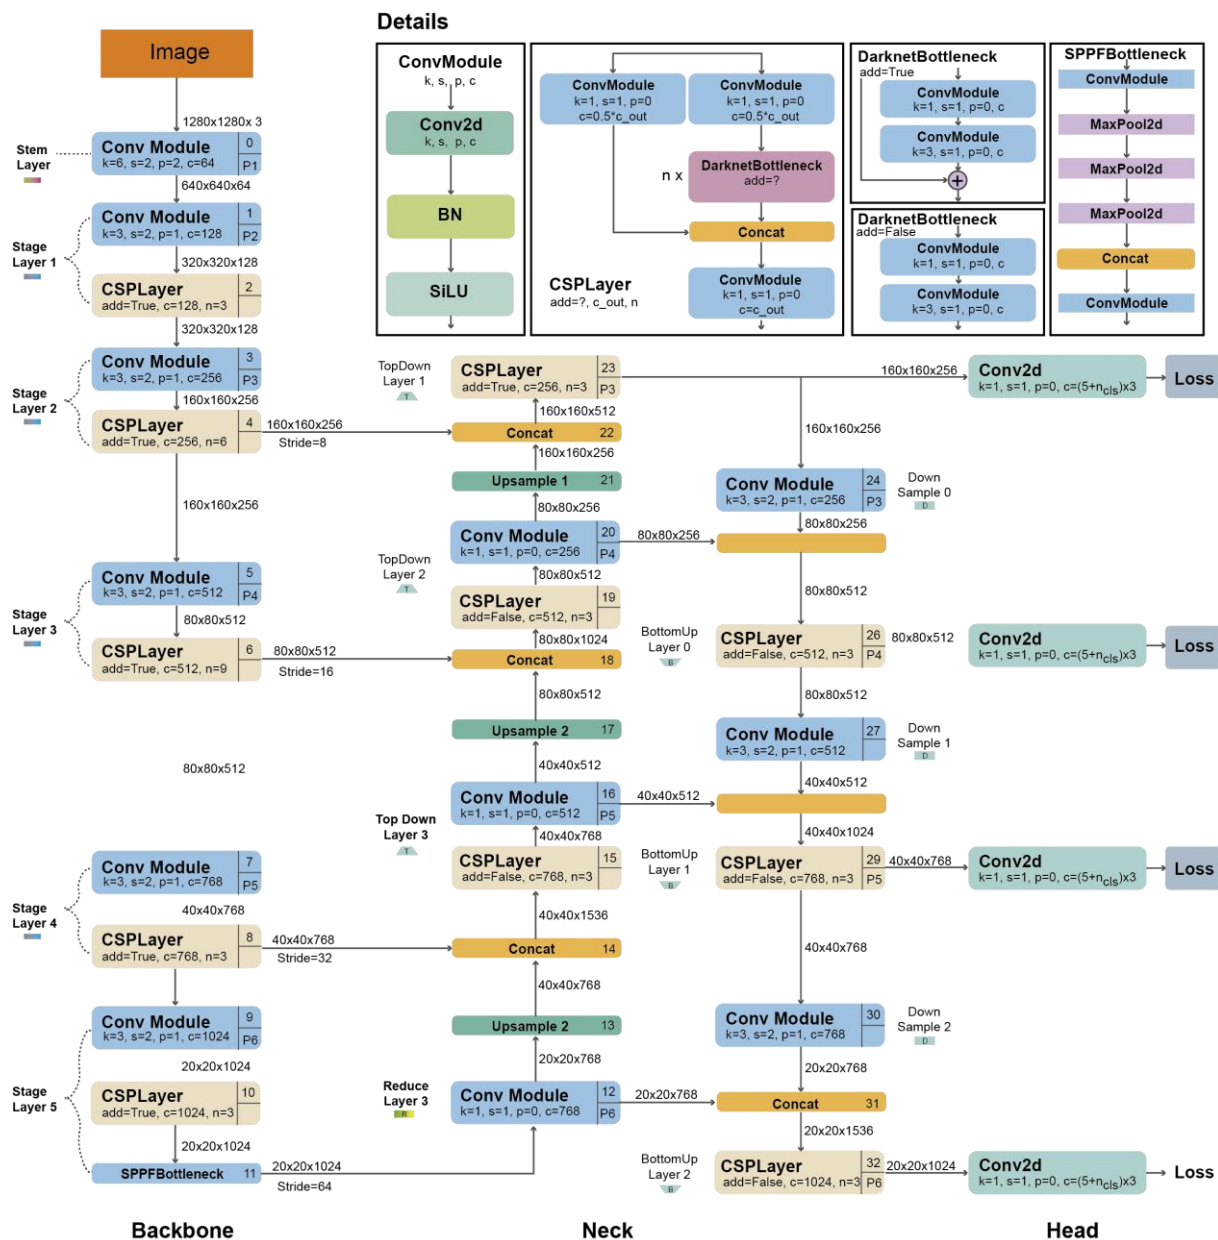 Details
Image
1280x1280x 3
Stem
Layer
Conv Module
k=6, s=2, p=2, c=64
0
P1
640x640x64
Stage
Layer 1
Conv Module
k=3, s=2, p=1, c=128
1
P2
320x320x128
CSPLayer
add=True, c=128, n=3
2
320x320x128
Stage
Layer 2
Conv Module
k=3, s=2, p=1, c=256
3
P3
160x160x256
CSPLayer
add=True, c=256, n=6
4
160x160x256
Stride=8
160x160x256
Stage
Layer 3
Conv Module
k=3, s=2, p=1, c=512
5
P4
80x80x512
CSPLayer
add=True, c=512, n=9
6
80x80x512
Stride=16
80x80x512
Stage
Layer 4
Conv Module
k=3, s=2, p=1, c=768
7
P5
40x40x768
CSPLayer
add=True, c=768, n=3
8
40x40x768
Stride=32
Stage
Layer 5
Conv Module
k=3, s=2, p=1, c=1024
9
P6
20x20x1024
CSPLayer
add=True, c=1024, n=3
10
20x20x1024
SPPFBottleneck
11
20x20x1024
Stride=64
Backbone
ConvModule
k, s, p, c
Conv2d
k, s, p, c
BN
SiLU
ConvModule
k=1, s=1, p=0
c=0.5*c_out
ConvModule
k=1, s=1, p=0
c=0.5*c_out
n x
DarknetBottleneck
add=?
Concat
CSPLayer
add=?, c_out, n
ConvModule
k=1, s=1, p=0
c=c_out
DarknetBottleneck
add=True
ConvModule
k=1, s=1, p=0, c
ConvModule
k=3, s=1, p=0, c
+
DarknetBottleneck
add=False
ConvModule
k=1, s=1, p=0, c
ConvModule
k=3, s=1, p=0, c
SPPFBottleneck
ConvModule
MaxPool2d
MaxPool2d
MaxPool2d
Concat
ConvModule
TopDown
Layer 1
T
CSPLayer
add=True, c=256, n=3
23
P3
160x160x512
Concat
22
160x160x256
Upsample 1
21
80x80x256
TopDown
Layer 2
T
Conv Module
k=1, s=1, p=0, c=256
20
P4
80x80x256
80x80x512
CSPLayer
add=False, c=512, n=3
19
80x80x1024
Concat
18
80x80x512
Upsample 2
17
40x40x512
Top Down
Layer 3
T
Conv Module
k=1, s=1, p=0, c=512
16
P5
40x40x512
40x40x768
CSPLayer
add=False, c=768, n=3
15
40x40x1536
Concat
14
40x40x768
Upsample 2
13
20x20x768
Reduce
Layer 3
R
Conv Module
k=1, s=1, p=0, c=768
12
P6
20x20x768
160x160x256
160x160x256
Conv Module
k=3, s=2, p=1, c=256
24
P3
Down
Sample 0
D
80x80x256
80x80x512
BottomUp
Layer 0
B
CSPLayer
add=False, c=512, n=3
26
P4
80x80x512
80x80x512
Conv Module
k=3, s=2, p=1, c=512
27
Down
Sample 1
D
40x40x512
40x40x1024
BottomUp
Layer 1
B
CSPLayer
add=False, c=768, n=3
29
P5
40x40x768
40x40x768
Conv Module
k=3, s=2, p=1, c=768
30
Down
Sample 2
D
20x20x768
Concat
31
20x20x1536
BottomUp
Layer 2
B
CSPLayer
add=False, c=1024, n=3
32
P6
20x20x1024
Neck
Conv2d
k=1, s=1, p=0, c=(5+ncls)x3
Loss
Conv2d
k=1, s=1, p=0, c=(5+ncls)x3
Loss
Conv2d
k=1, s=1, p=0, c=(5+ncls)x3
Loss
Conv2d
k=1, s=1, p=0, c=(5+ncls)x3
Loss
Head